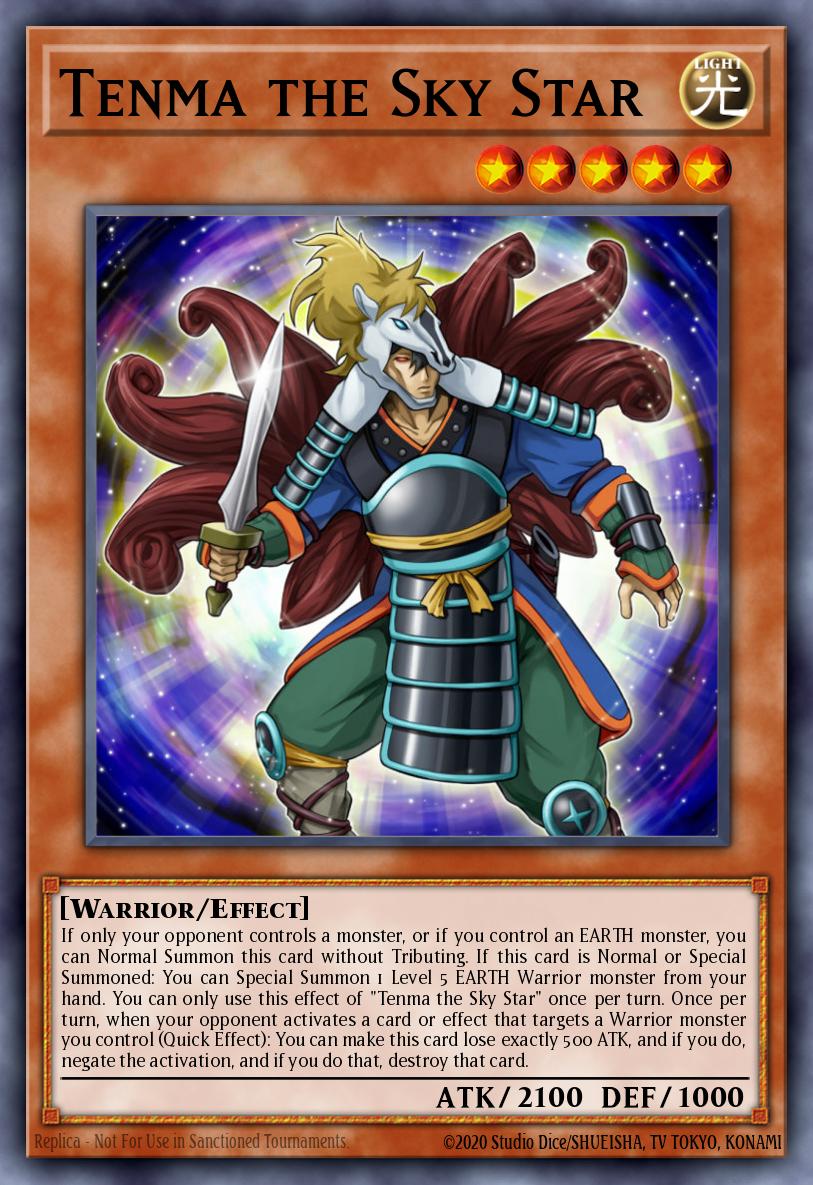 TENMA THE SKY STAR
LIGHT
光
[WARRIOR/EFFECT]
If only your opponent controls a monster, or if you control an EARTH monster, you
can Normal Summon this card without Tributing. If this card is Normal or Special
Summoned: You can Special Summon 1 Level 5 EARTH Warrior monster from your
hand. You can only use this effect of "Tenma the Sky Star" once per turn. Once per
turn, when your opponent activates a card or effect that targets a Warrior monster
you control (Quick Effect): You can make this card lose exactly 500 ATK, and if you do,
negate the activation, and if you do that, destroy that card.
ATK/2100 DEF/1000
Replica - Not For Use in Sanctioned Tournaments.
©2020 Studio Dice/SHUEISHA, TV TOKYO, KONAMI